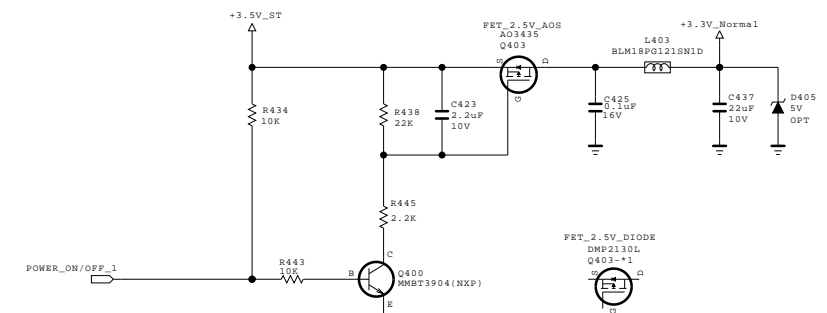 +3.5V_ST
FET_2.5V_AOS
AO3435
Q403
+3.3V_Normal
L403
BLM18PG121SN1D
S
D
G
R434
10K
R438
22K
C423
2.2uF
10V
C425
0.1uF
16V
C437
22uF
10V
D405
5V
OPT
R445
2.2K
FET_2.5V_DIODE
DMP2130L
Q403-*1
S
D
G
POWER_ON/OFF_1
R443
10K
B
C
Q400
MMBT3904(NXP)
E